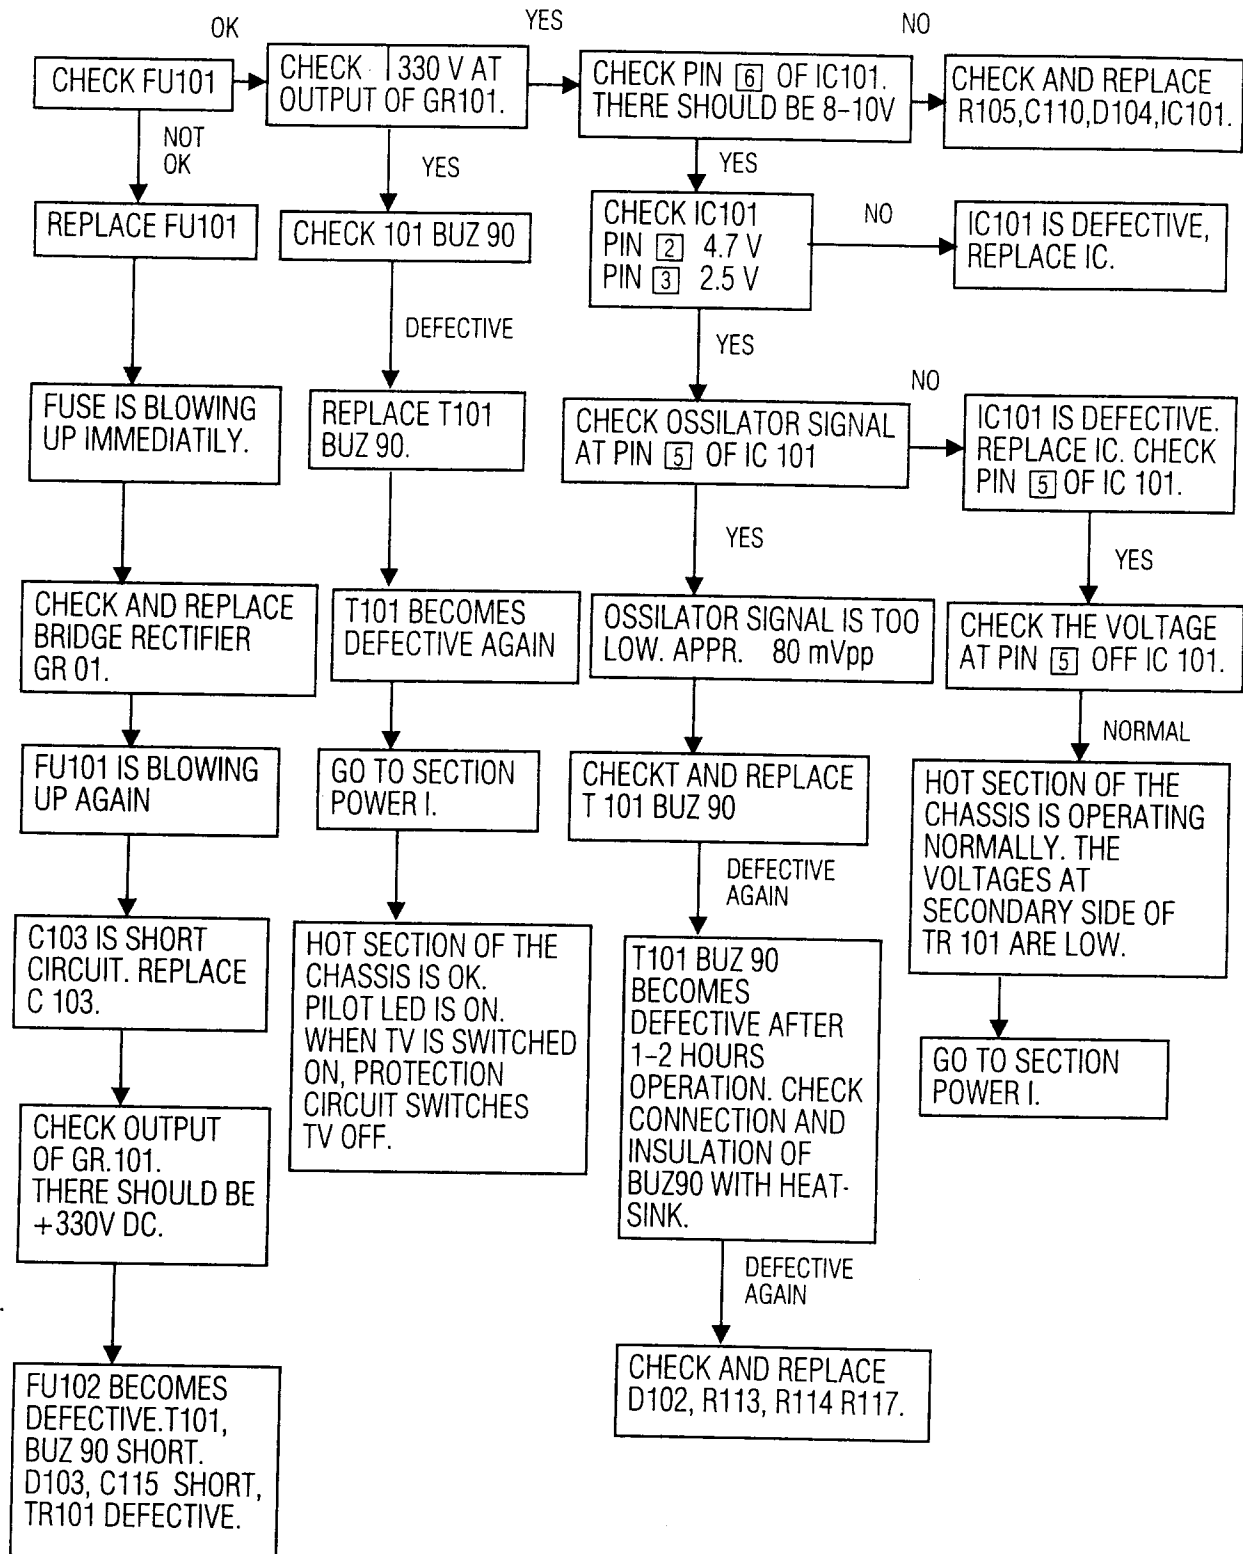 OK
YES
NO
CHECK FU101
CHECK 330 V AT
OUTPUT OF GR101.
CHECK PIN 6 OF IC101.
THERE SHOULD BE 8-10V
CHECK AND REPLACE
R105,C110,D104,IC101.
NOT
OK
YES
YES
REPLACE FU101
CHECK 101 BUZ 90
CHECK IC101
PIN 2 4.7 V
PIN 3 2.5 V
NO
IC101 IS DEFECTIVE,
REPLACE IC.
DEFECTIVE
YES
NO
FUSE IS BLOWING
UP IMMEDIATILY.
REPLACE T101
BUZ 90.
CHECK OSSILATOR SIGNAL
AT PIN 5 OF IC 101
IC101 IS DEFECTIVE.
REPLACE IC. CHECK
PIN 5 OF IC 101.
YES
YES
CHECK AND REPLACE
BRIDGE RECTIFIER
GR 01.
T101 BECOMES
DEFECTIVE AGAIN
OSSILATOR SIGNAL IS TOO
LOW. APPR. 80 mVpp
CHECK THE VOLTAGE
AT PIN 5 OFF IC 101.
NORMAL
FU101 IS BLOWING
UP AGAIN
GO TO SECTION
POWER I.
CHECKT AND REPLACE
T 101 BUZ 90
HOT SECTION OF THE
CHASSIS IS OPERATING
NORMALLY. THE
VOLTAGES AT
SECONDARY SIDE OF
TR 101 ARE LOW.
DEFECTIVE
AGAIN
C103 IS SHORT
CIRCUIT. REPLACE
C 103.
HOT SECTION OF THE
CHASSIS IS OK.
PILOT LED IS ON.
WHEN TV IS SWITCHED
ON, PROTECTION
CIRCUIT SWITCHES
TV OFF.
T101 BUZ 90
BECOMES
DEFECTIVE AFTER
1-2 HOURS
OPERATION. CHECK
CONNECTION AND
INSULATION OF
BUZ90 WITH HEAT-
SINK.
GO TO SECTION
POWER I.
CHECK OUTPUT
OF GR.101.
THERE SHOULD BE
+330V DC.
DEFECTIVE
AGAIN
FU102 BECOMES
DEFECTIVE.T101,
BUZ 90 SHORT.
D103, C115 SHORT,
TR101 DEFECTIVE.
CHECK AND REPLACE
D102, R113, R114 R117.